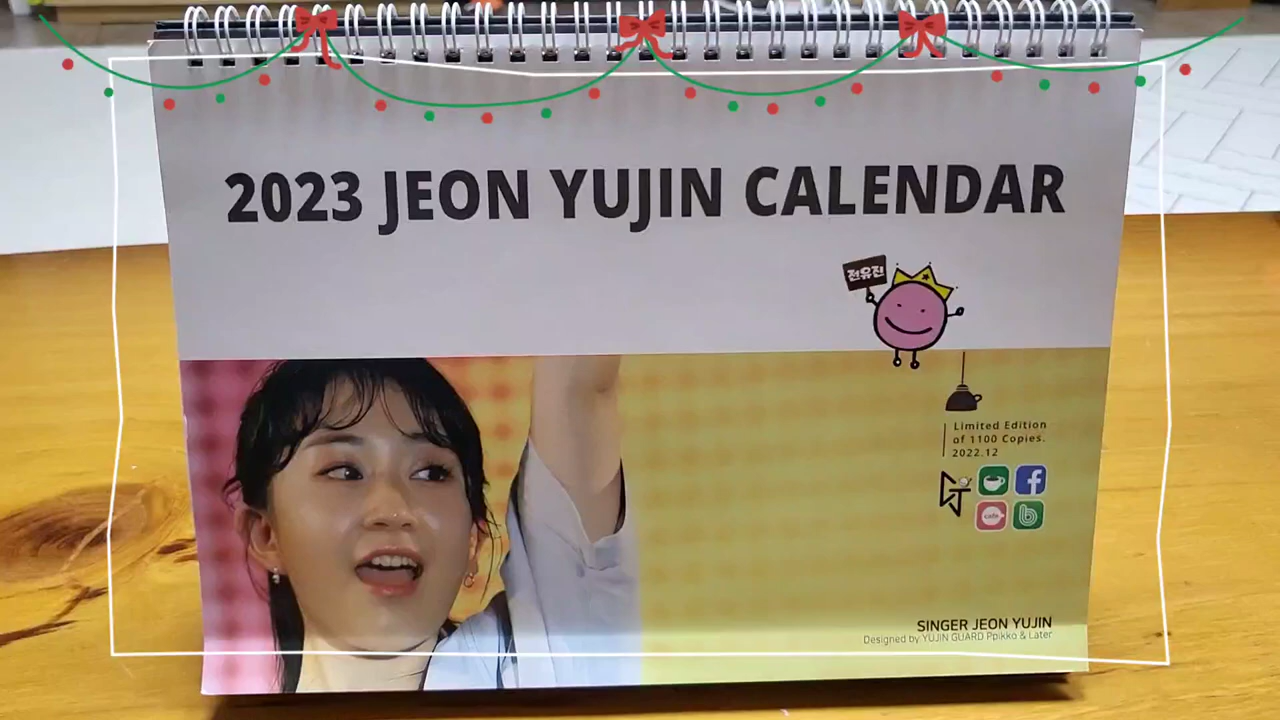 2023 JEON YUJIN CALENDAR
전유진
Limited Edition
of 1100 Copies.
2022.12
cafe
SINGER JEON YUJIN
Designed by YUJIN GUARD Ppikko & Later